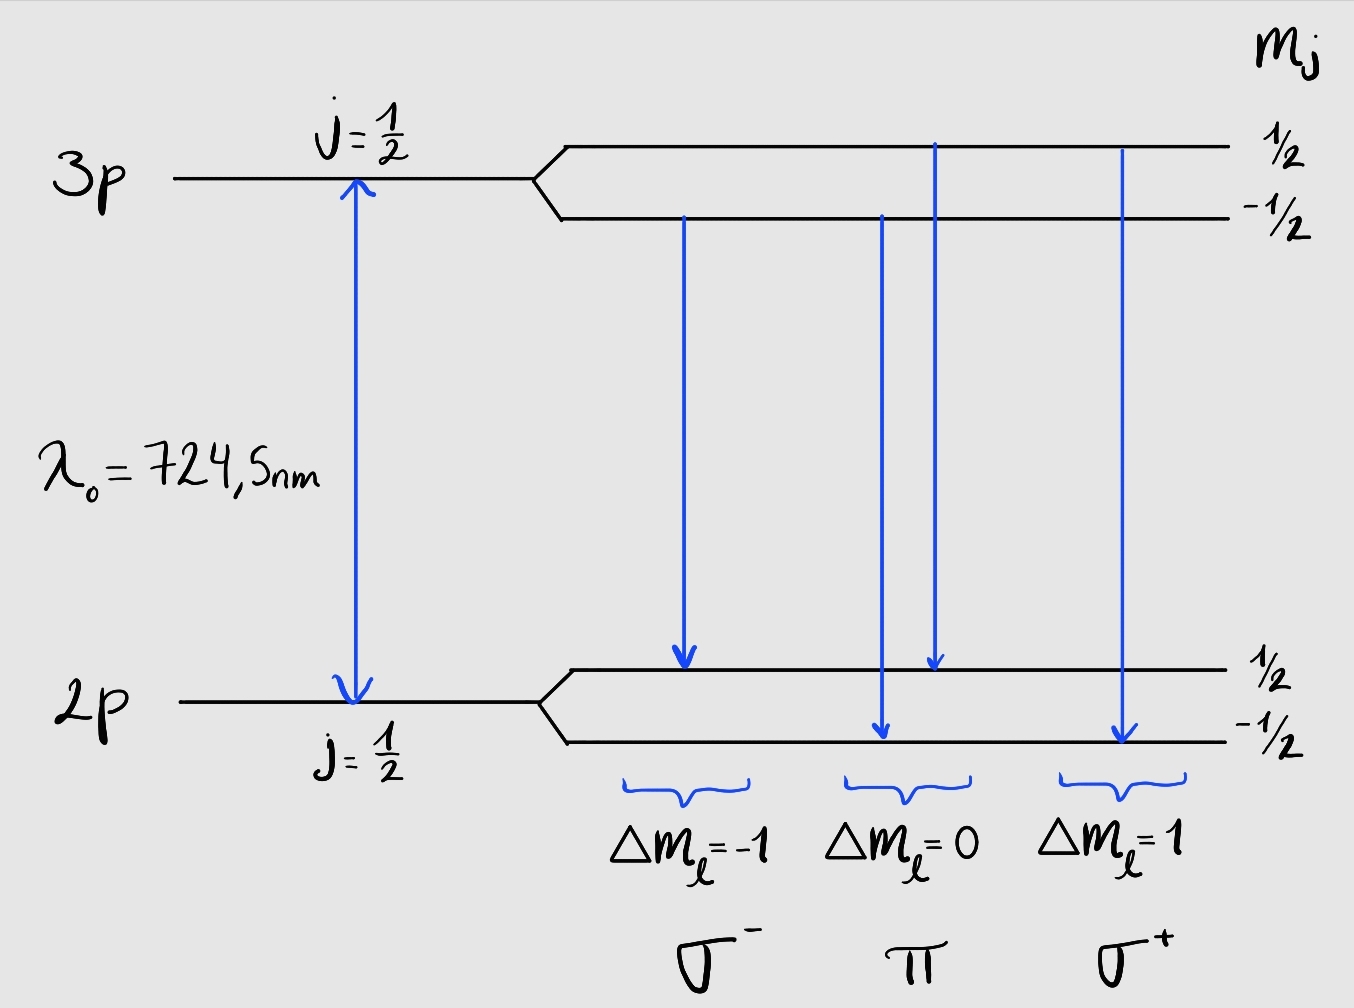 mj
j = 1/2
1/2
3p
-1/2
λ₀ = 724,5nm
1/2
2p
-1/2
j = 1/2
Δmℓ = -1 Δmℓ = 0 Δmℓ = 1
σ⁻ π σ⁺